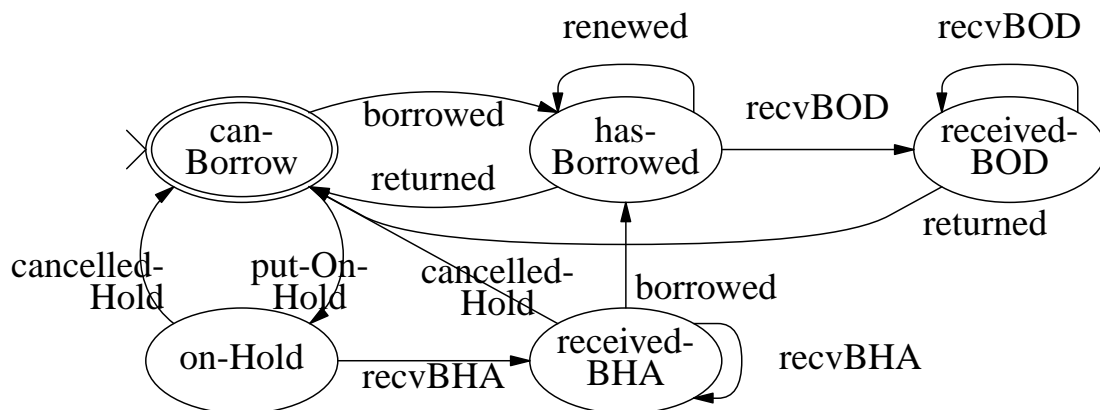 renewed
recvBOD
can-
Borrow
borrowed
has-
Borrowed
recvBOD
received-
BOD
returned
returned
cancelled-
Hold
put-On-
Hold
cancelled-
Hold
borrowed
on-Hold
recvBHA
received-
BHA
recvBHA